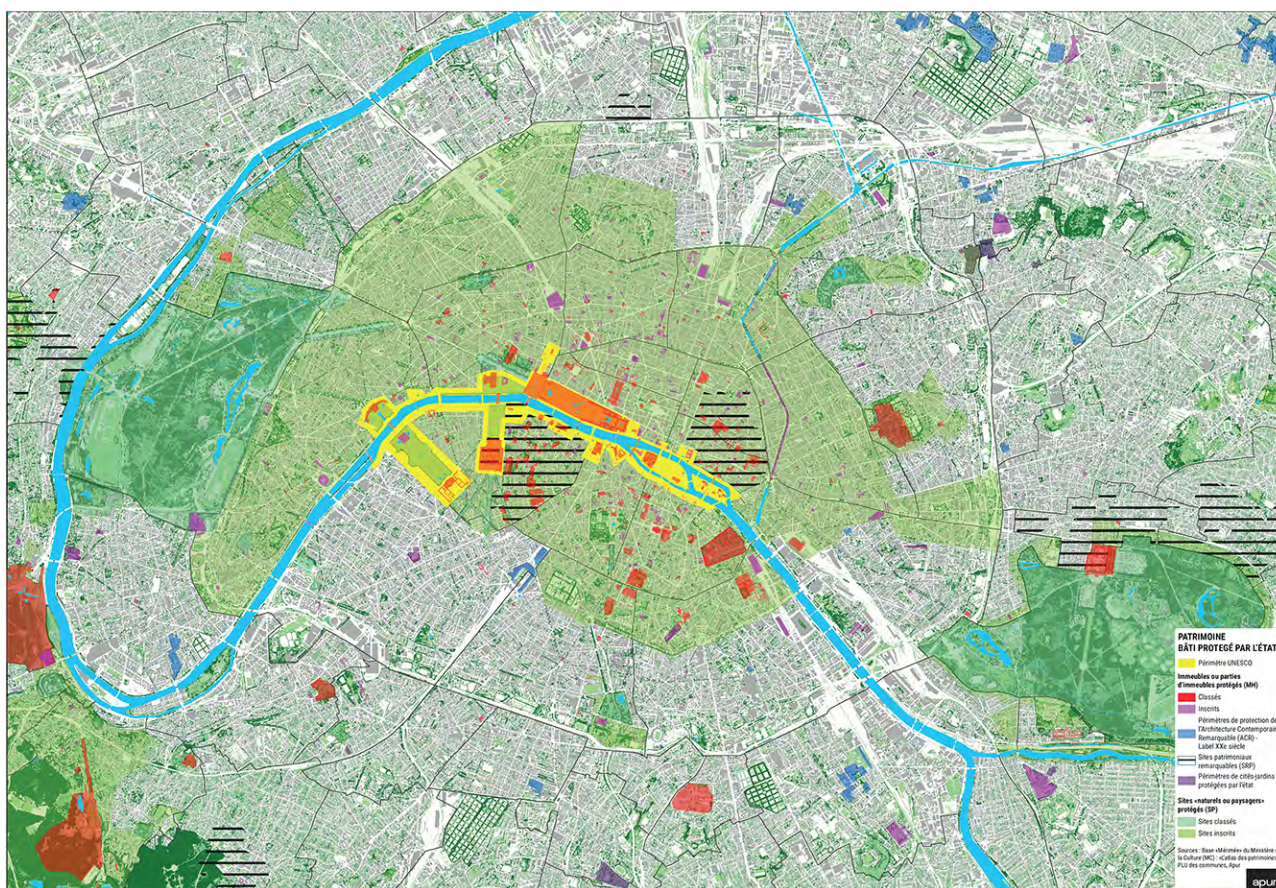 PATRIMOINE
BÂTI PROTEGÉ PAR L'ÉTAT
Périmètre UNESCO
Immeubles ou parties
d'immeubles protégés (MH)
Classés
Inscrits
Périmètres de protection de
l'Architecture Contemporain
Remarquable (ACR) -
Label XXe siècle
Sites patrimoniaux
remarquables (SRP)
Périmètres de cités-jardins
protégées par l'état
Sites «naturels ou paysagers»
protégés (SP)
Sites classés
Sites inscrits
Sources : Base «Mérimée» du Ministère
la Culture (MC) : «L'atlas des patrimoines
PLU des communes, Apur
apur